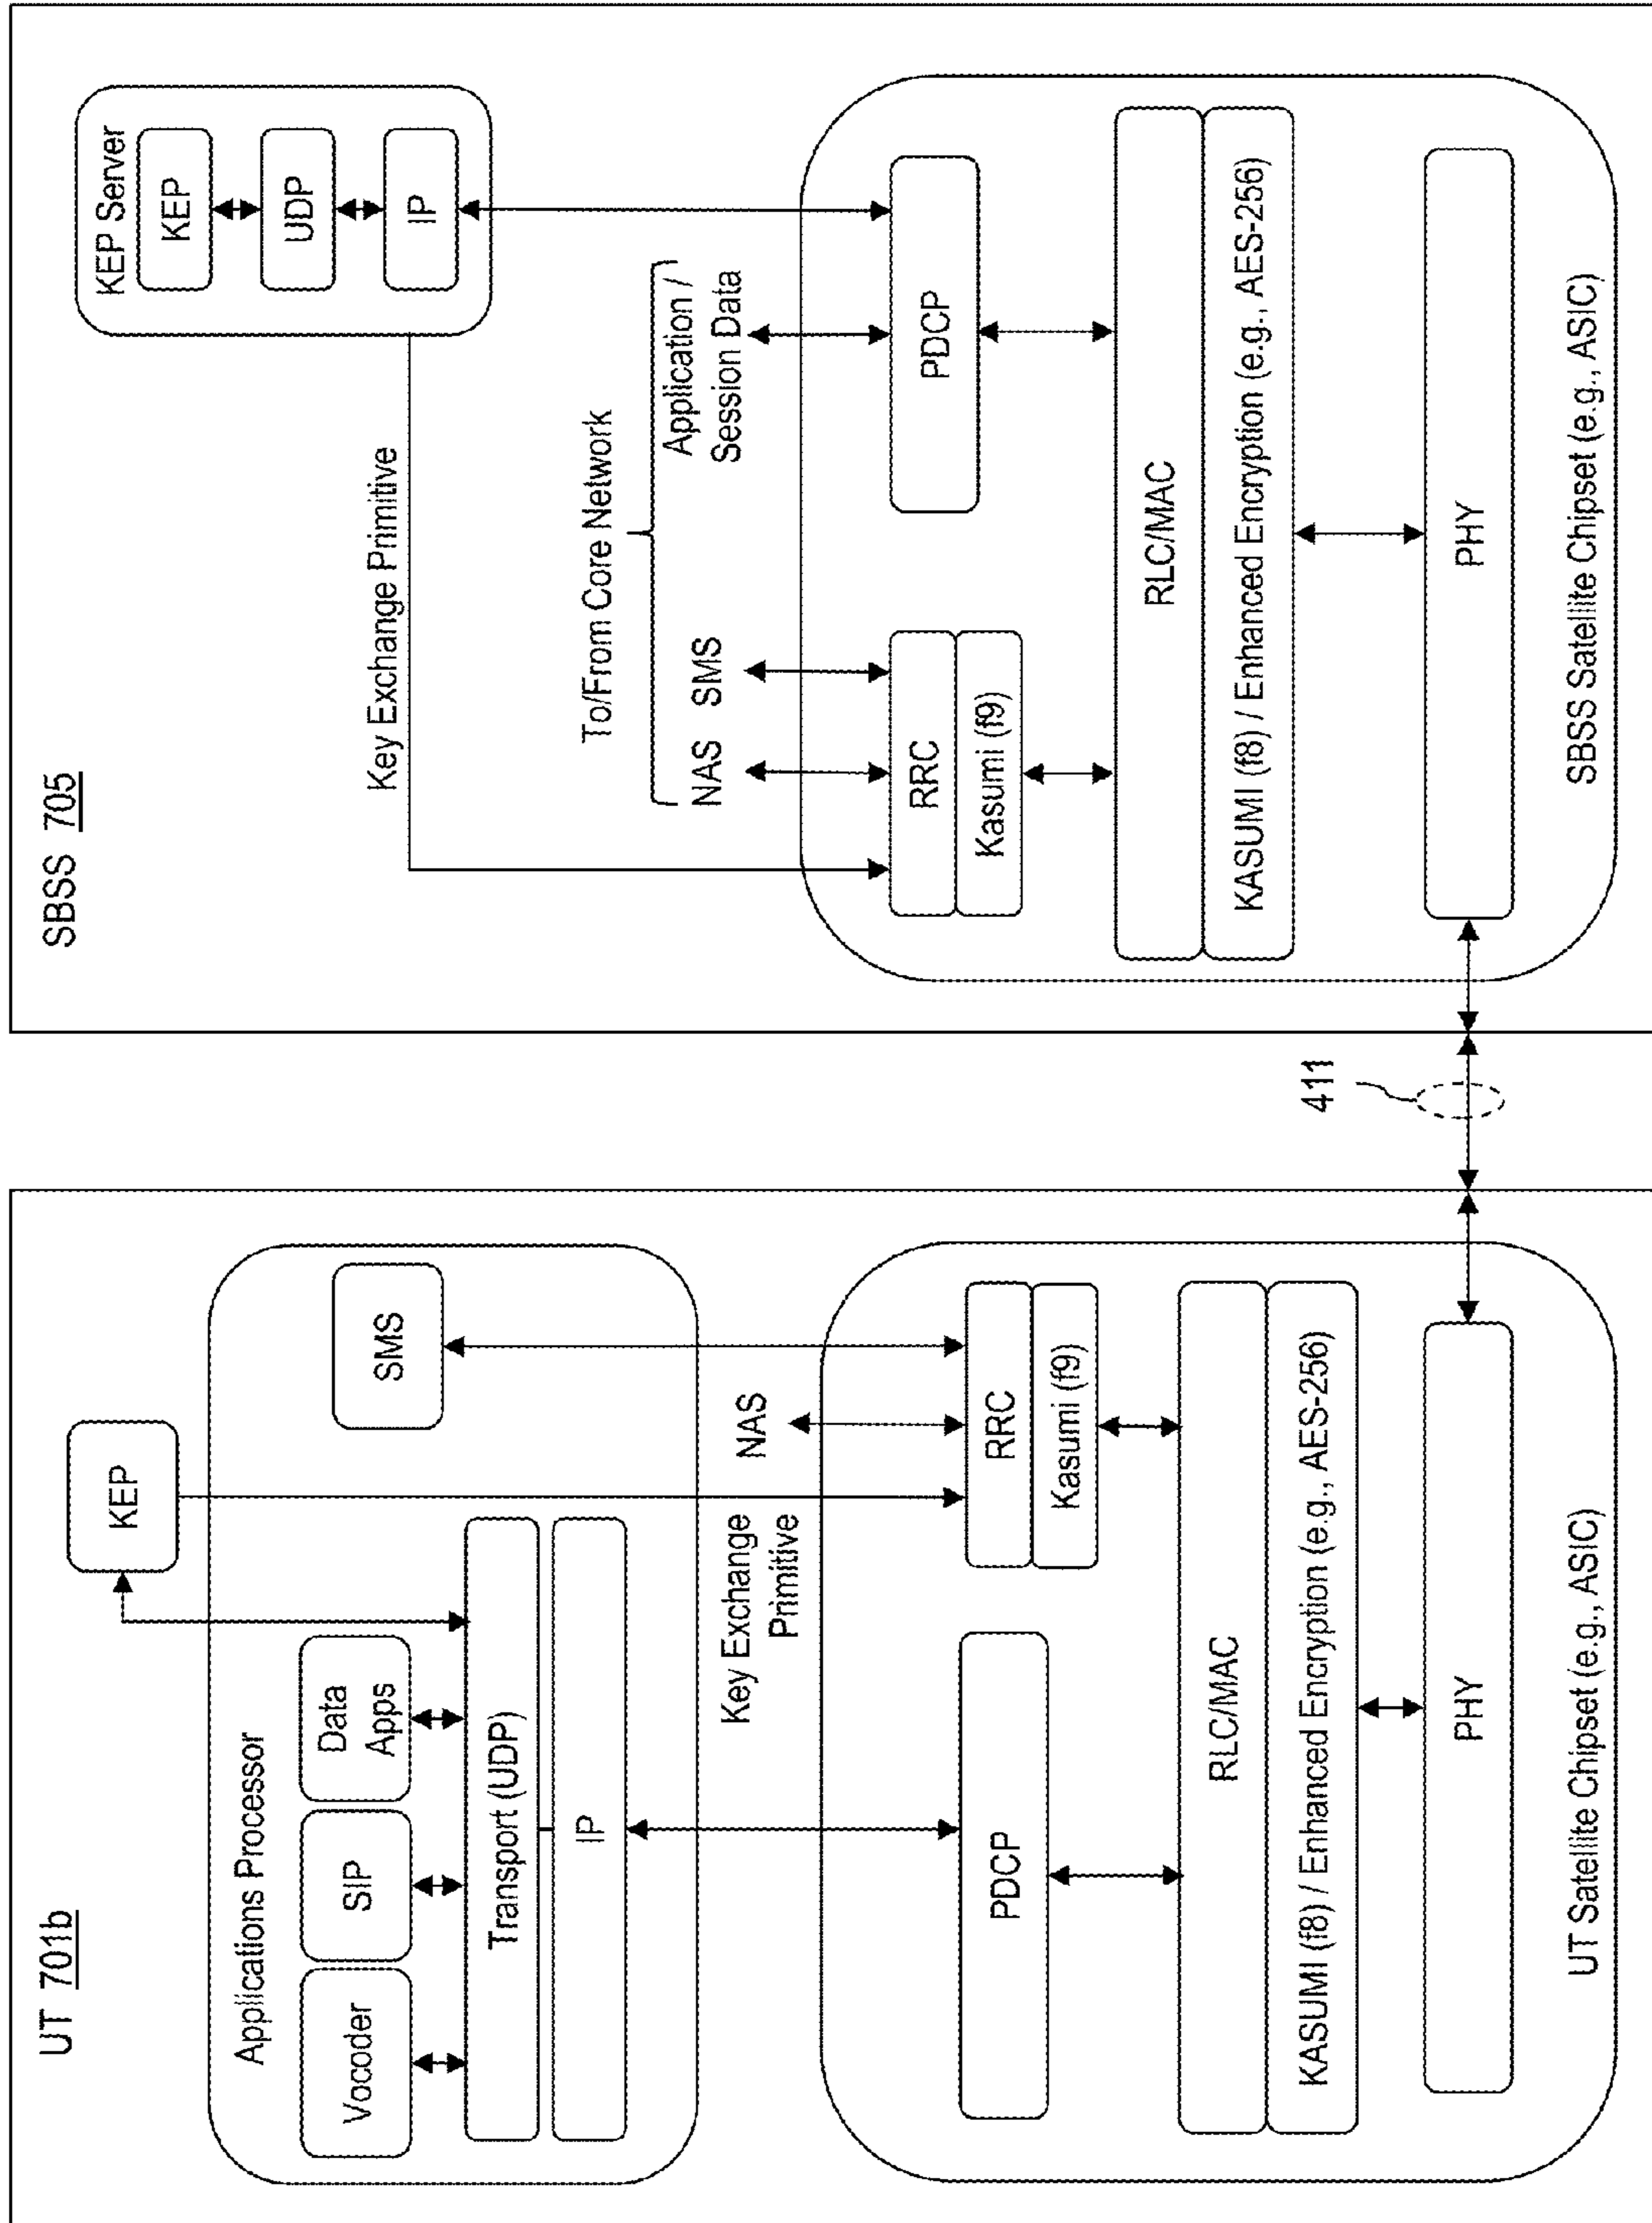 UT 701b
Applications Processor
Vocoder
SIP
Data
Apps
KEP
SMS
Transport (UDP)
IP
Key Exchange
Primitive
NAS
PDCP
RRC
Kasumi (f9)
RLC/MAC
KASUMI (f8) / Enhanced Encryption (e.g., AES-256)
PHY
UT Satellite Chipset (e.g., ASIC)
411
SBSS 705
KEP Server
KEP
UDP
IP
Key Exchange Primitive
To/From Core Network
NAS
SMS
Application /
Session Data
RRC
Kasumi (f9)
PDCP
RLC/MAC
KASUMI (f8) / Enhanced Encryption (e.g., AES-256)
PHY
SBSS Satellite Chipset (e.g., ASIC)